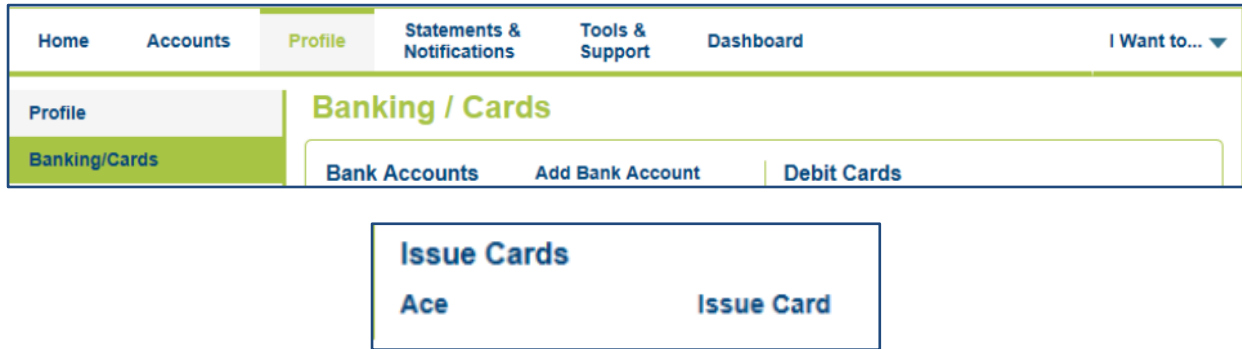 Home Accounts Profile Statements & Notifications Tools & Support Dashboard I Want to...
Profile
Banking/Cards
Banking / Cards
Bank Accounts Add Bank Account Debit Cards
Issue Cards
Ace Issue Card